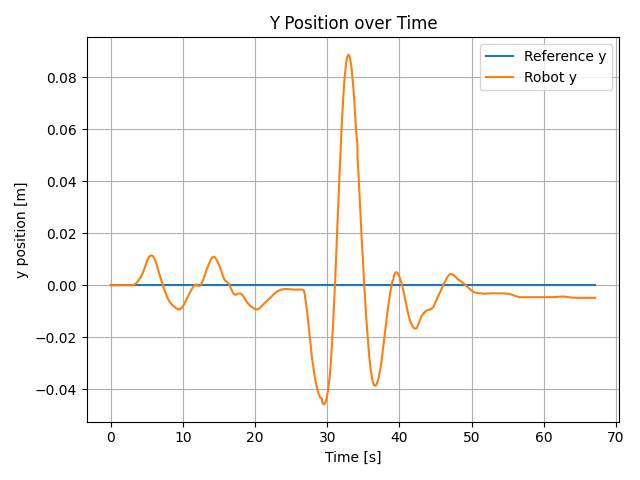 Y Position over Time
Reference y
Robot y
y position [m]
0.08
0.06
0.04
0.02
0.00
−0.02
−0.04
0 10 20 30 40 50 60 70
Time [s]